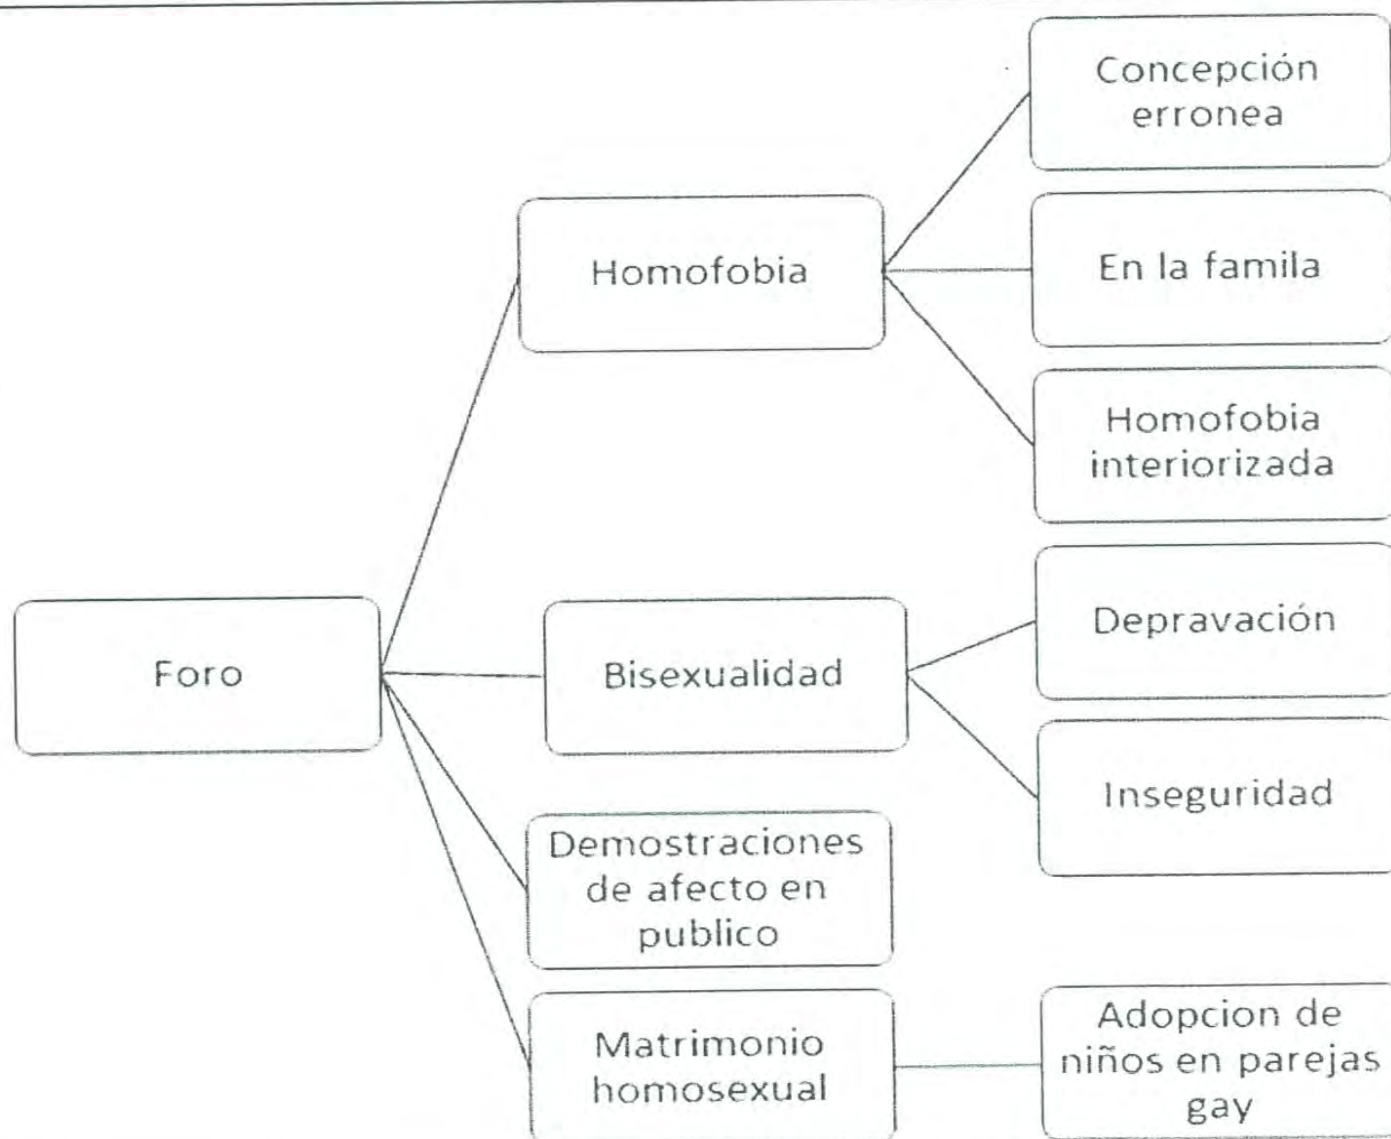 Concepción
erronea
Homofobia
En la famila
Homofobia
interiorizada
Foro
Bisexualidad
Depravación
Inseguridad
Demostraciones
de afecto en
publico
Matrimonio
homosexual
Adopcion de
niños en parejas
gay